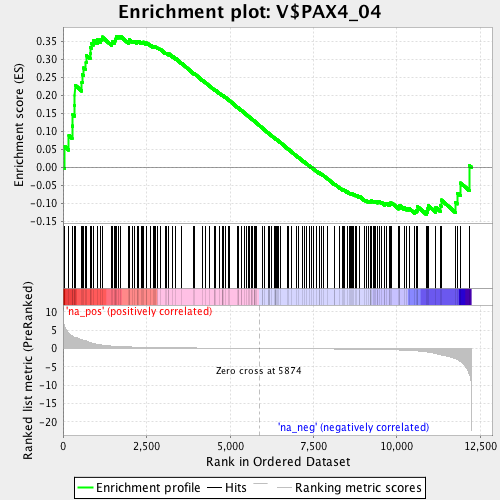 Enrichment plot: V$PAX4_04
Enrichment score (ES)
0.35
0.30
0.25
0.20
0.15
0.10
0.05
0.00
-0.05
-0.10
-0.15
'na_pos' (positively correlated)
Ranked list metric (PreRanked)
10
5
0
-5
-10
-15
-20
Zero cross at 5874
'na_neg' (negatively correlated)
0
2,500
5,000
7,500
10,000
12,500
Rank in Ordered Dataset
Enrichment profile
Hits
Ranking metric scores